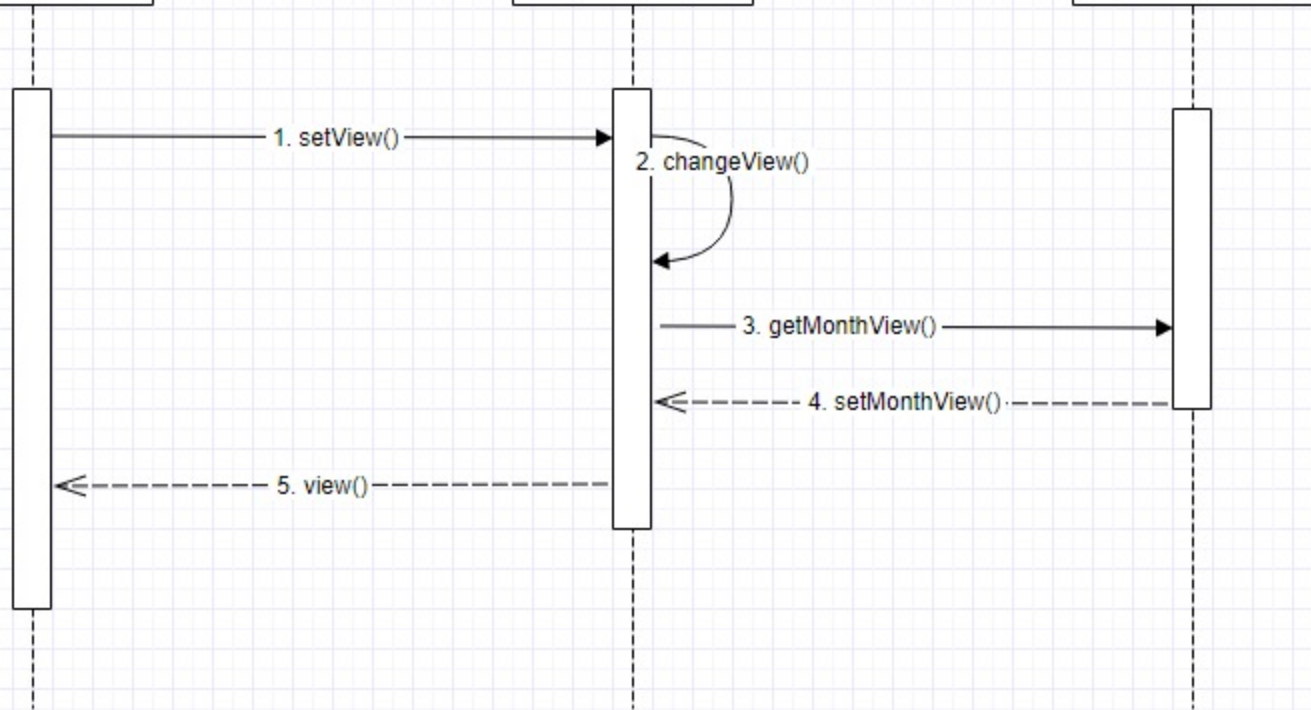 1. setView()
2. changeView()
3. getMonthView()
4. setMonthView()
5. view()